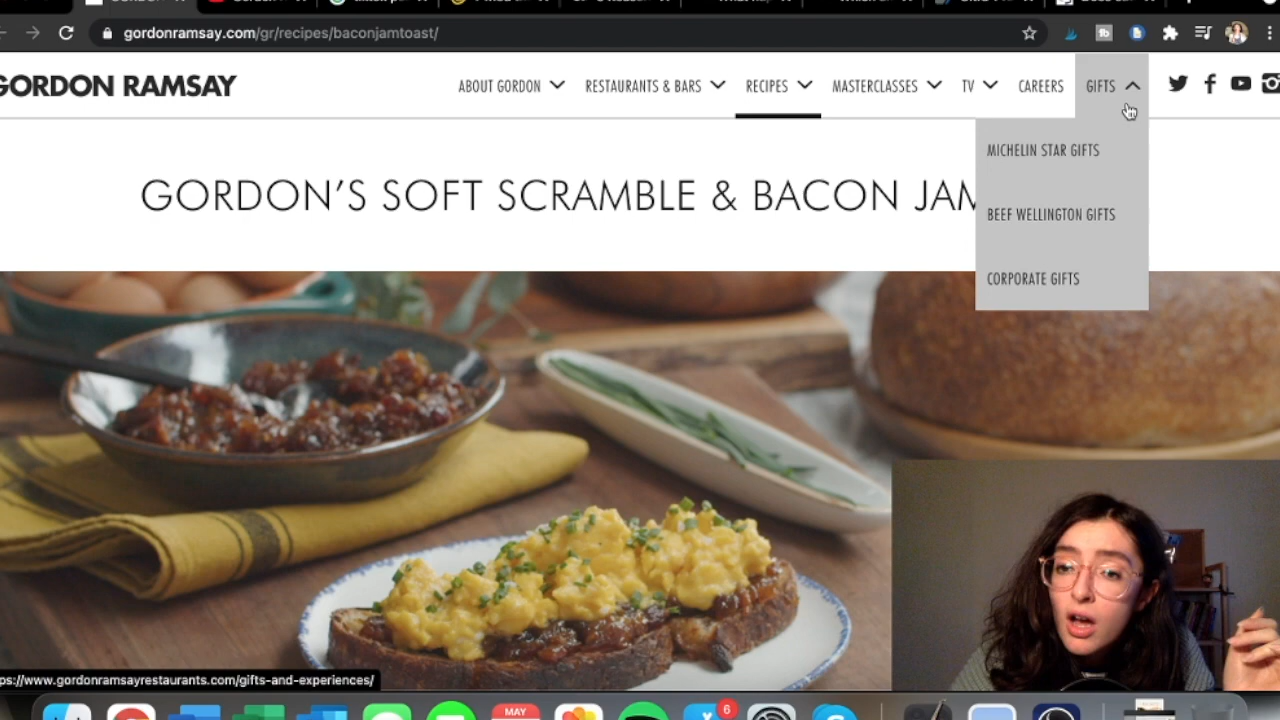 gordonramsay.com/gr/recipes/baconjamtoast/
GORDON RAMSAY
ABOUT GORDON
RESTAURANTS & BARS
RECIPES
MASTERCLASSES
TV
CAREERS
GIFTS
MICHELIN STAR GIFTS
BEEF WELLINGTON GIFTS
CORPORATE GIFTS
GORDON'S SOFT SCRAMBLE & BACON JAM
ps://www.gordonramsayrestaurants.com/gifts-and-experiences/
MAY
6